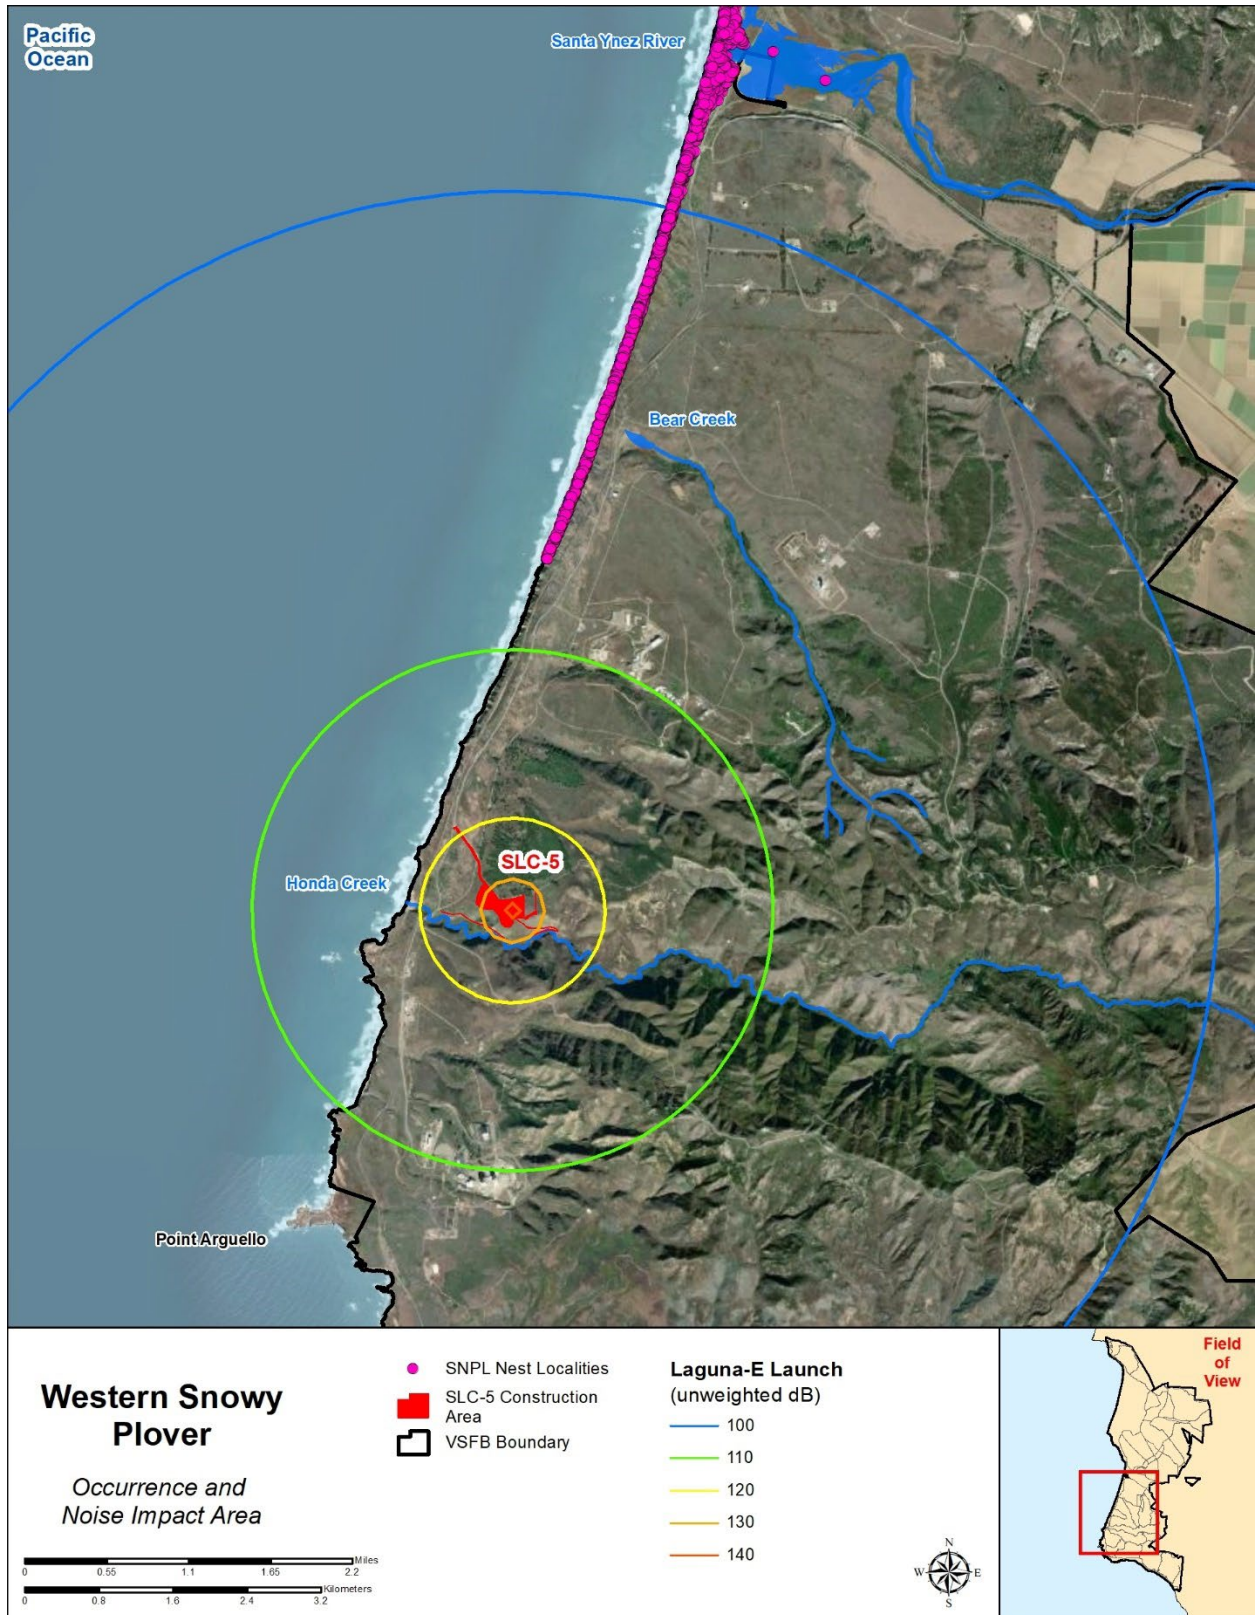 Pacific
Ocean
Santa Ynez River
Bear Creek
SLC-5
Honda Creek
Point Arguello
Western Snowy
Plover
Occurrence and
Noise Impact Area
Miles
0 0.55 1.1 1.65 2.2
Kilometers
0 0.8 1.6 2.4 3.2
SNPL Nest Localities
SLC-5 Construction
Area
VSFB Boundary
Laguna-E Launch
(unweighted dB)
100
110
120
130
140
N
W E
S
Field
of
View